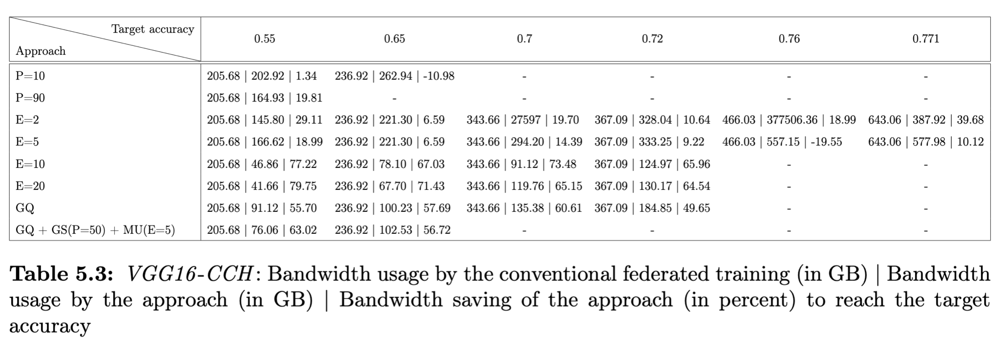 Target accuracy
Approach
0.55 0.65 0.7 0.72 0.76 0.771
P=10 205.68 | 202.92 | 1.34 236.92 | 262.94 | -10.98 - - - -
P=90 205.68 | 164.93 | 19.81 - - - - -
E=2 205.68 | 145.80 | 29.11 236.92 | 221.30 | 6.59 343.66 | 27597 | 19.70 367.09 | 328.04 | 10.64 466.03 | 377506.36 | 18.99 643.06 | 387.92 | 39.68
E=5 205.68 | 166.62 | 18.99 236.92 | 221.30 | 6.59 343.66 | 294.20 | 14.39 367.09 | 333.25 | 9.22 466.03 | 557.15 | -19.55 643.06 | 577.98 | 10.12
E=10 205.68 | 46.86 | 77.22 236.92 | 78.10 | 67.03 343.66 | 91.12 | 73.48 367.09 | 124.97 | 65.96 - -
E=20 205.68 | 41.66 | 79.75 236.92 | 67.70 | 71.43 343.66 | 119.76 | 65.15 367.09 | 130.17 | 64.54 - -
GQ 205.68 | 91.12 | 55.70 236.92 | 100.23 | 57.69 343.66 | 135.38 | 60.61 367.09 | 184.85 | 49.65 - -
GQ + GS(P=50) + MU(E=5) 205.68 | 76.06 | 63.02 236.92 | 102.53 | 56.72 - - - -
Table 5.3: VGG16-CCH: Bandwidth usage by the conventional federated training (in GB) | Bandwidth
usage by the approach (in GB) | Bandwidth saving of the approach (in percent) to reach the target
accuracy